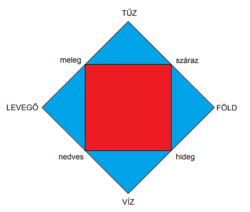 TŰZ
meleg száraz
LEVEGŐ FÖLD
nedves hideg
VÍZ